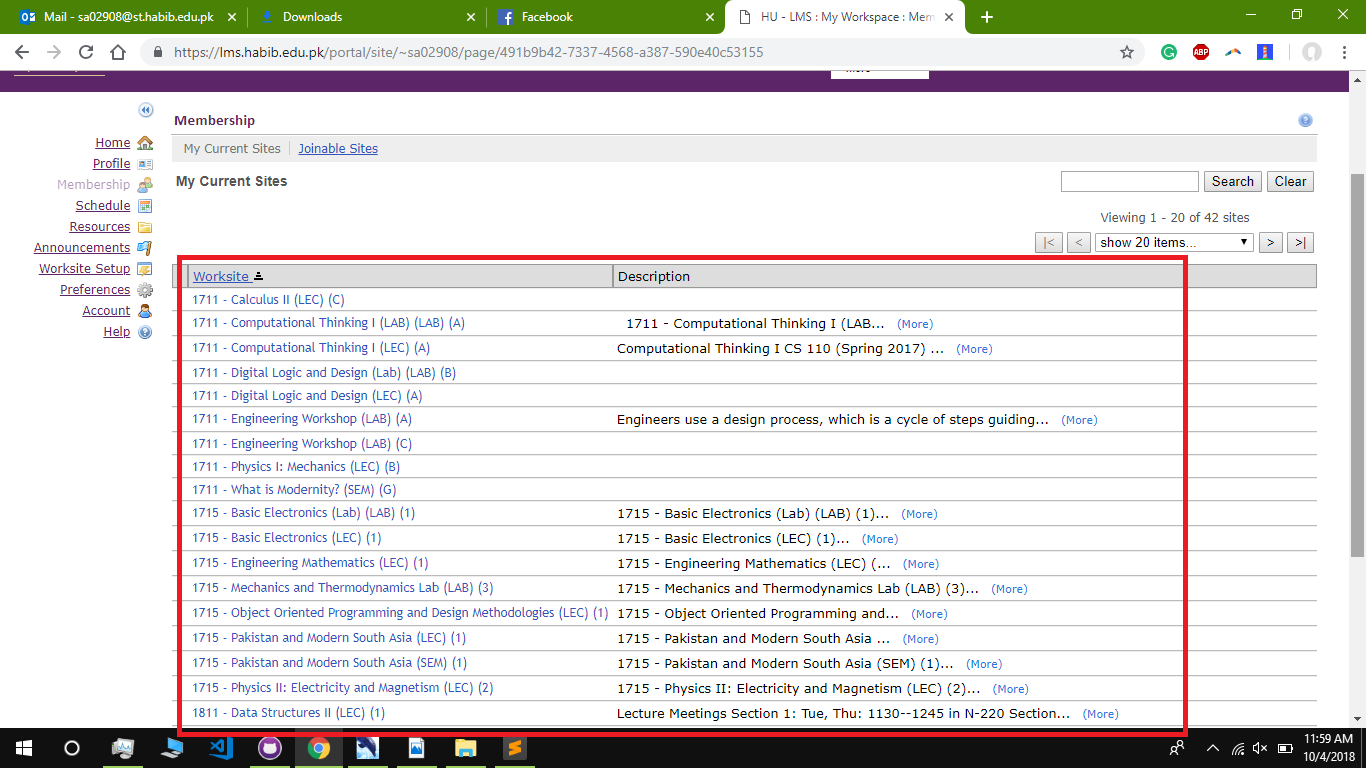 Mail - sa02908@st.habib.edu.pk
Downloads
Facebook
HU - LMS : My Workspace : Mem
https://lms.habib.edu.pk/portal/site/~sa02908/page/491b9b42-7337-4568-a387-590e40c53155
ABP
Home
Profile
Membership
Schedule
Resources
Announcements
Worksite Setup
Preferences
Account
Help
Membership
My Current Sites | Joinable Sites
My Current Sites
Search Clear
Viewing 1 - 20 of 42 sites
|< < show 20 items... > >|
Worksite Description
1711 - Calculus II (LEC) (C)
1711 - Computational Thinking I (LAB) (LAB) (A) 1711 - Computational Thinking I (LAB... (More)
1711 - Computational Thinking I (LEC) (A) Computational Thinking I CS 110 (Spring 2017) ... (More)
1711 - Digital Logic and Design (Lab) (LAB) (B)
1711 - Digital Logic and Design (LEC) (A)
1711 - Engineering Workshop (LAB) (A) Engineers use a design process, which is a cycle of steps guiding... (More)
1711 - Engineering Workshop (LAB) (C)
1711 - Physics I: Mechanics (LEC) (B)
1711 - What is Modernity? (SEM) (G)
1715 - Basic Electronics (Lab) (LAB) (1) 1715 - Basic Electronics (Lab) (LAB) (1)... (More)
1715 - Basic Electronics (LEC) (1) 1715 - Basic Electronics (LEC) (1)... (More)
1715 - Engineering Mathematics (LEC) (1) 1715 - Engineering Mathematics (LEC) (... (More)
1715 - Mechanics and Thermodynamics Lab (LAB) (3) 1715 - Mechanics and Thermodynamics Lab (LAB) (3)... (More)
1715 - Object Oriented Programming and Design Methodologies (LEC) (1) 1715 - Object Oriented Programming and... (More)
1715 - Pakistan and Modern South Asia (LEC) (1) 1715 - Pakistan and Modern South Asia ... (More)
1715 - Pakistan and Modern South Asia (SEM) (1) 1715 - Pakistan and Modern South Asia (SEM) (1)... (More)
1715 - Physics II: Electricity and Magnetism (LEC) (2) 1715 - Physics II: Electricity and Magnetism (LEC) (2)... (More)
1811 - Data Structures II (LEC) (1) Lecture Meetings Section 1: Tue, Thu: 1130--1245 in N-220 Section... (More)
11:59 AM
10/4/2018